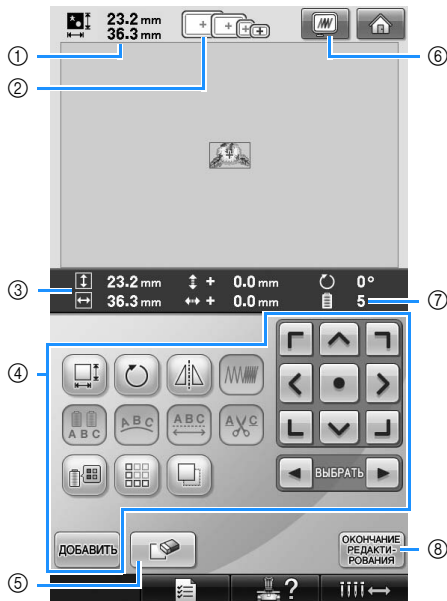 23.2 mm
36.3 mm
①
②
⑥
③
23.2 mm + 0.0 mm 0°
36.3 mm + 0.0 mm 5
⑦
④
A B C
A B C
A B C
A C
ВЫБРАТЬ
ДОБАВИТЬ
ОКОНЧАНИЕ
РЕДАКТИ-
РОВАНИЯ
⑧
⑤
?